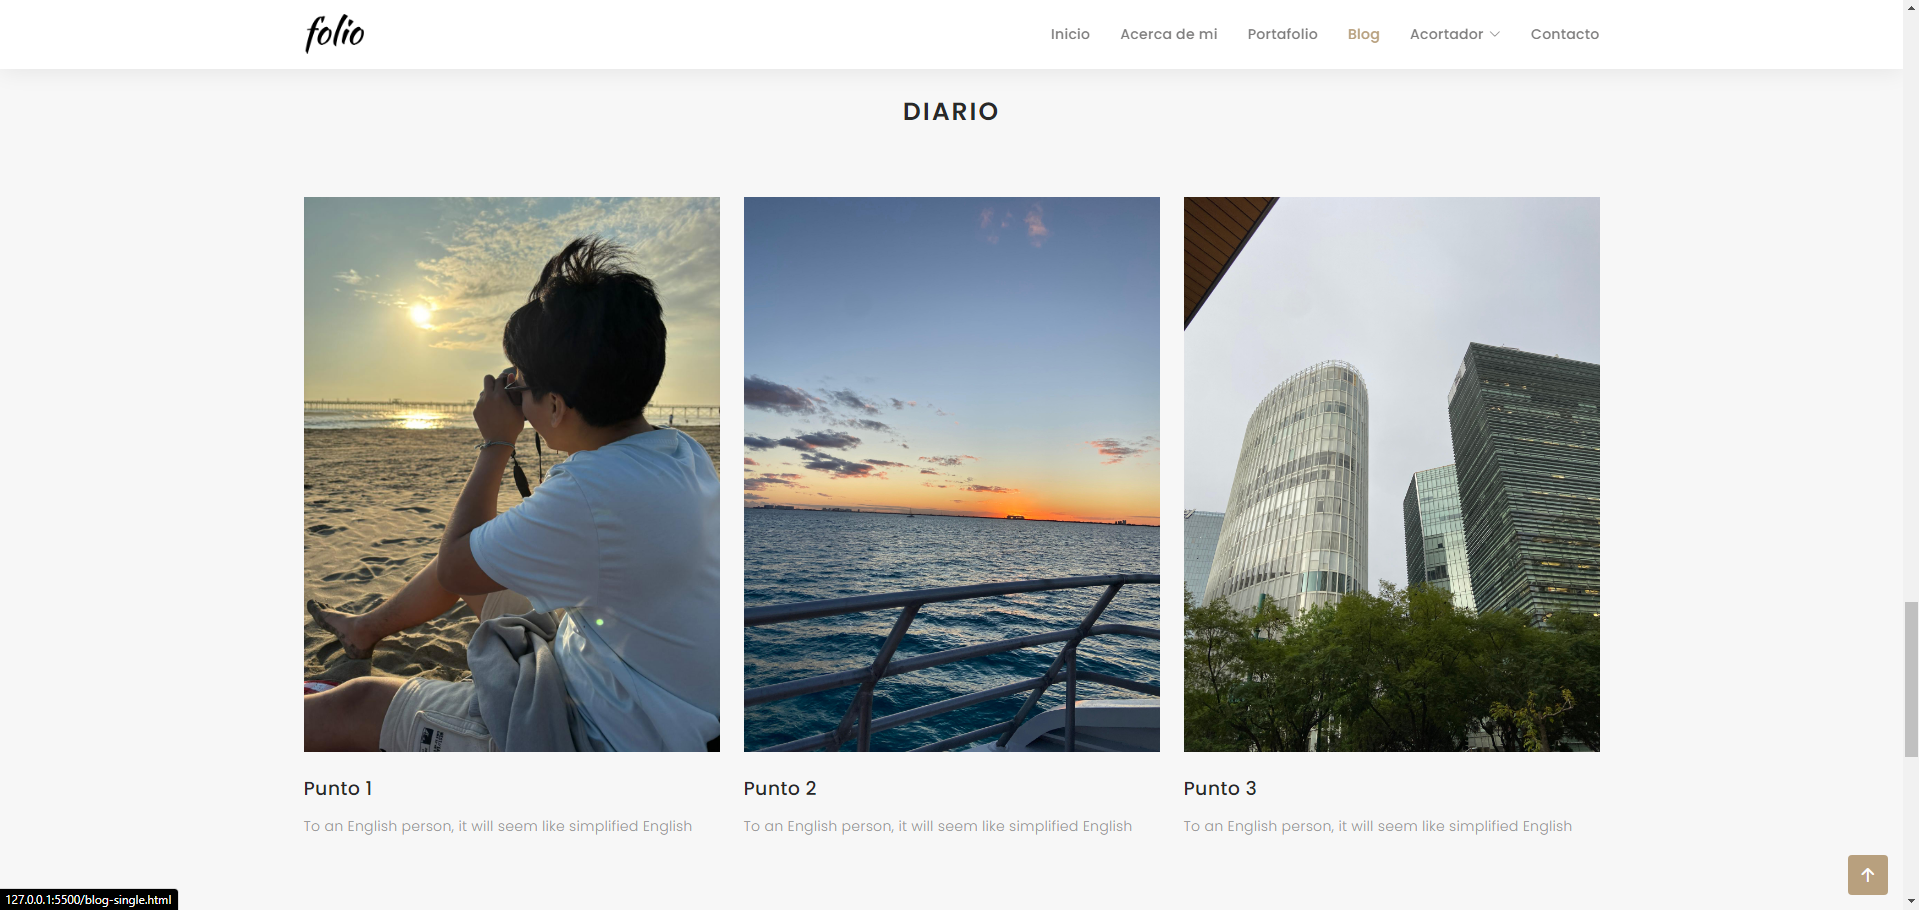 folio
Inicio Acerca de mi Portafolio Blog Acortador Contacto
DIARIO
Punto 1
To an English person, it will seem like simplified English
Punto 2
To an English person, it will seem like simplified English
Punto 3
To an English person, it will seem like simplified English
127.0.0.1:5500/blog-single.html